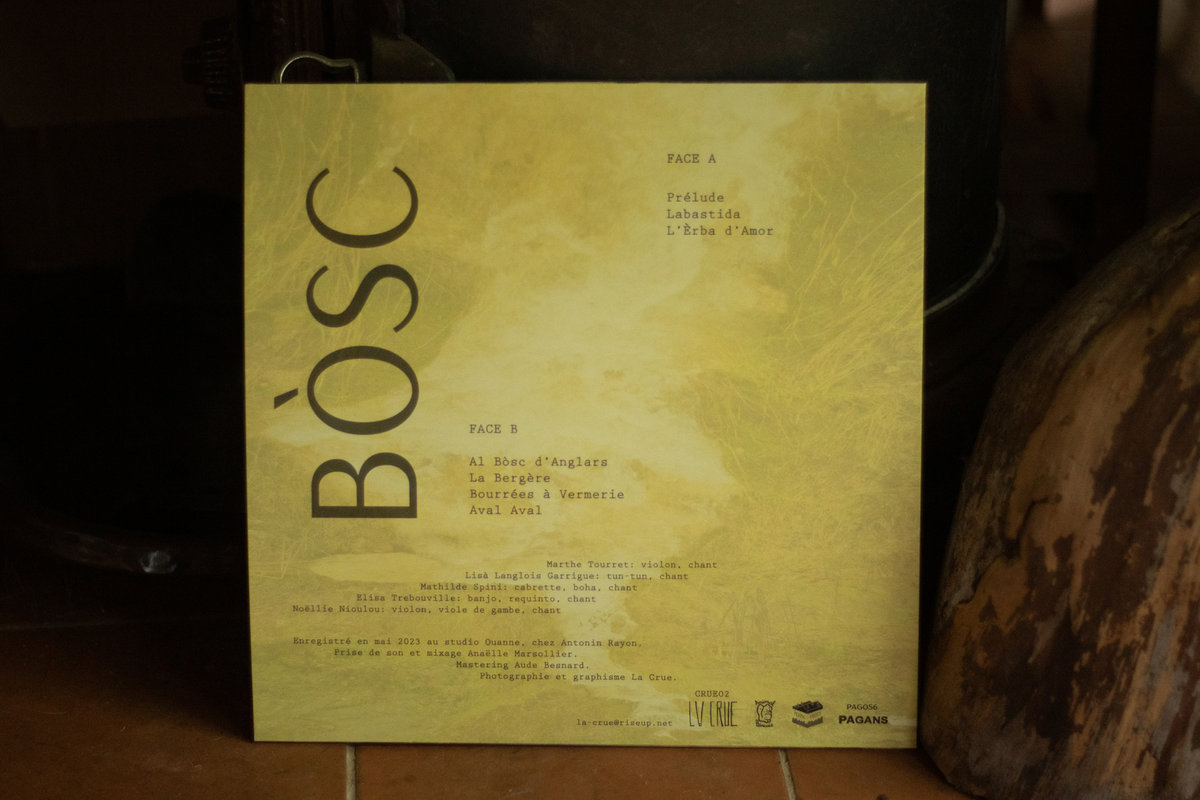 BÒSC
FACE A
Prélude
Labastida
L'Èrba d'Amor
FACE B
Al Bòsc d'Anglars
La Bergère
Bourrées à Vermerie
Aval Aval
Marthe Tourret: violon, chant
Lisà Langlois Garrigue: tun-tun, chant
Mathilde Spini: cabrette, boha, chant
Elisa Trebouville: banjo, requinto, chant
Noëllie Nioulou: violon, viole de gambe, chant
Enregistré en mai 2023 au studio Ouanne, chez Antonin Rayon.
Prise de son et mixage Anaëlle Marsollier.
Mastering Aude Besnard.
Photographie et graphisme La Crue.
la-crue@riseup.net
CRUE02
LV CRUE
PAG056
PAGANS